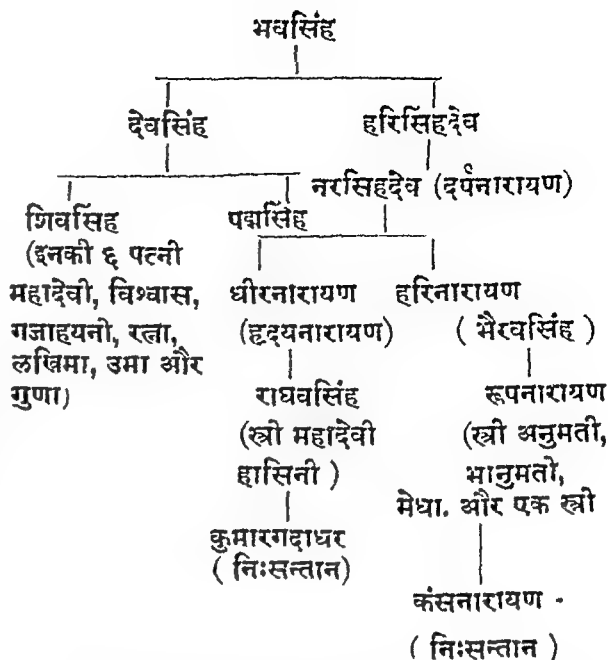 भवसिंह
देवसिंह हरिसिंहदेव
नरसिंहदेव (दर्पनारायण)
शिवसिंह पद्मसिंह
(इनकी ६ पत्नी
महादेवी, विश्वास, धीरनारायण हरिनारायण
गजाहयनी, रत्ना, (हृदयनारायण) ( भैरवसिंह )
लखिमा, उमा और राघवसिंह रूपनारायण
गुणा) (स्त्री महादेवी (स्त्री अनुमती,
हासिनी ) भानुमती,
मेधा. और एक स्त्री
कुमारगदाधर
( निःसन्तान)
कंसनारायण -
( निःसन्तान )